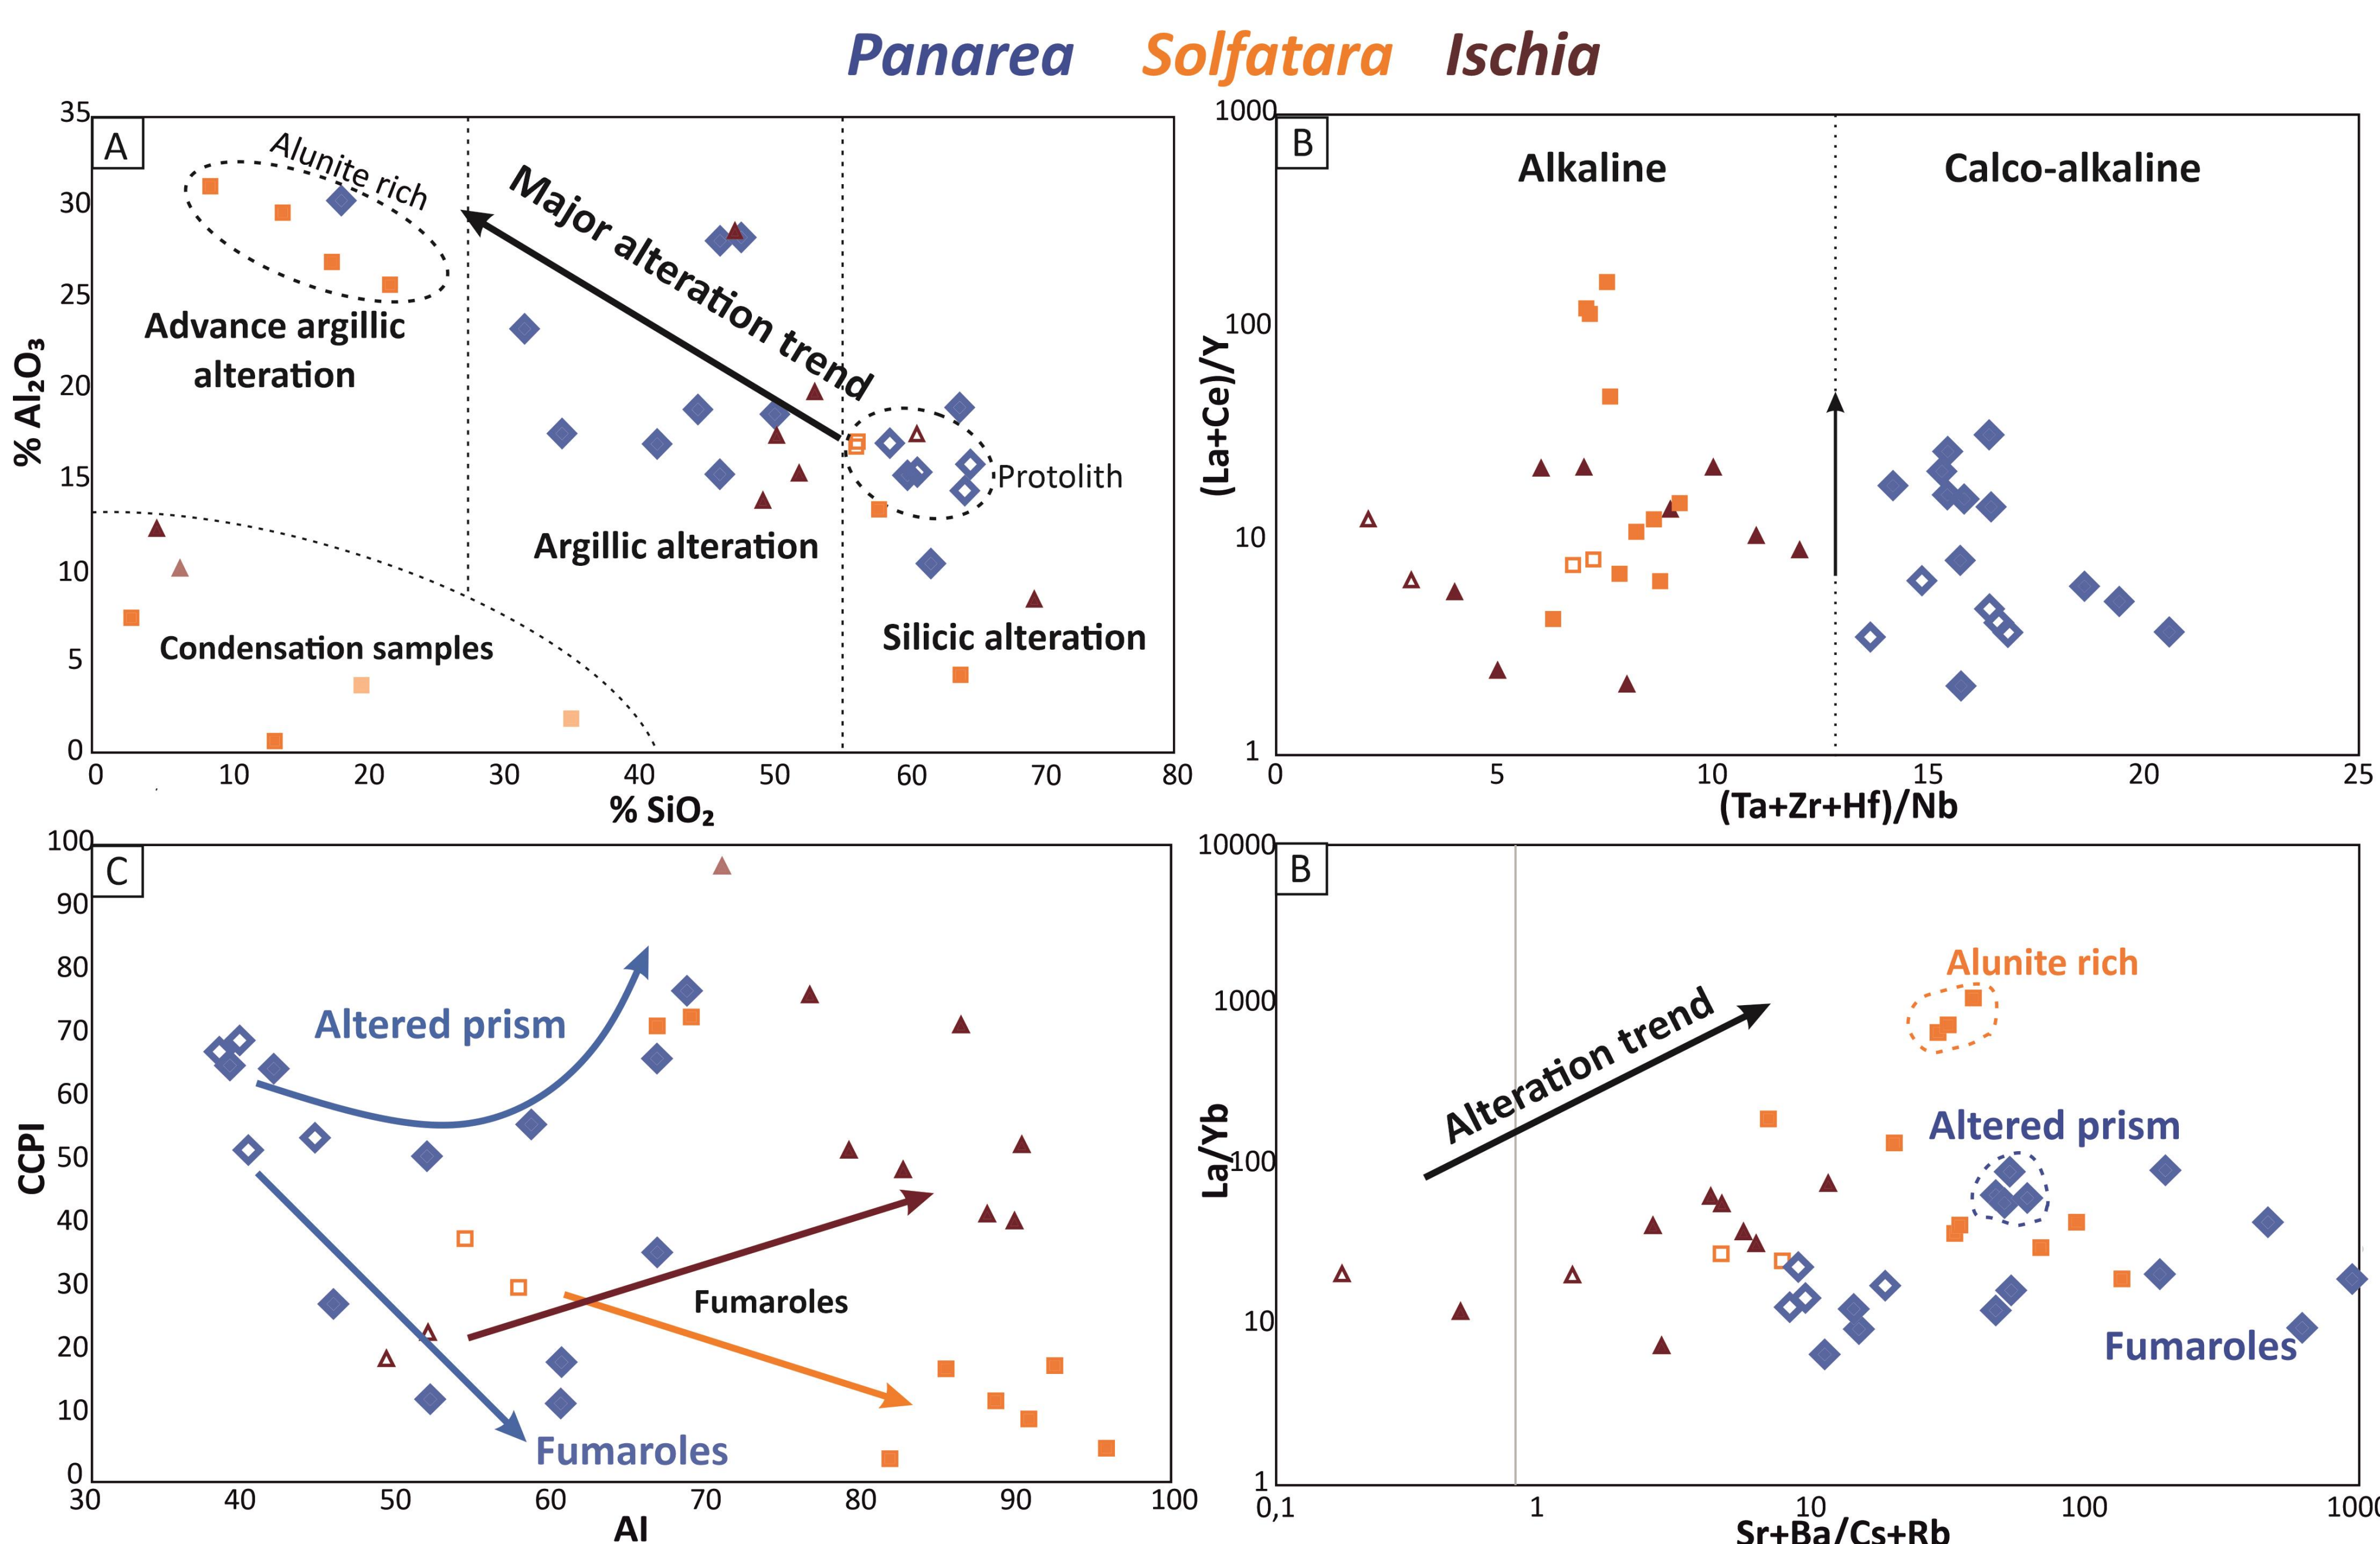 Panarea Solfatara Ischia
A
35
30
25
20
15
10
5
0
% Al₂O₃
Alunite rich
Major alteration trend
Advance argillic
alteration
Protolith
Argillic alteration
Condensation samples
Silicic alteration
0 10 20 30 40 50 60 70 80
% SiO₂
B
1000
100
10
1
(La+Ce)/Y
Alkaline Calco-alkaline
0 5 10 15 20 25
(Ta+Zr+Hf)/Nb
C
100
90
80
70
60
50
40
30
20
10
0
CCPI
Altered prism
Fumaroles
Fumaroles
30 40 50 60 70 80 90 100
AI
B
10000
1000
100
10
1
La/Yb
Alunite rich
Alteration trend
Altered prism
Fumaroles
0,1 1 10 100 1000
Sr+Ba/Cs+Rb